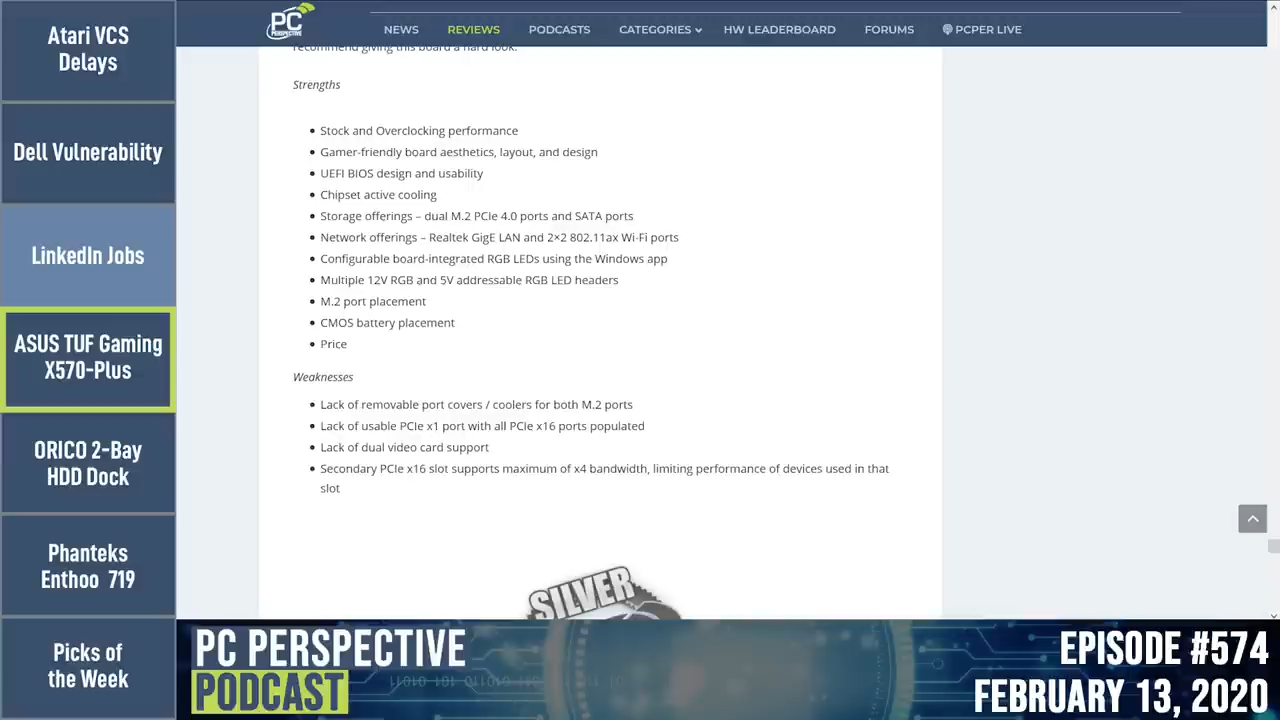 Atari VCS
Delays
Dell Vulnerability
LinkedIn Jobs
ASUS TUF Gaming
X570-Plus
ORICO 2-Bay
HDD Dock
Phanteks
Enthoo 719
Picks of
the Week
PC
PERSPECTIVE
NEWS
REVIEWS
PODCASTS
CATEGORIES
HW LEADERBOARD
FORUMS
PCPER LIVE
recommend giving this board a hard look.
Strengths
Stock and Overclocking performance
Gamer-friendly board aesthetics, layout, and design
UEFI BIOS design and usability
Chipset active cooling
Storage offerings – dual M.2 PCIe 4.0 ports and SATA ports
Network offerings – Realtek GigE LAN and 2×2 802.11ax Wi-Fi ports
Configurable board-integrated RGB LEDs using the Windows app
Multiple 12V RGB and 5V addressable RGB LED headers
M.2 port placement
CMOS battery placement
Price
Weaknesses
Lack of removable port covers / coolers for both M.2 ports
Lack of usable PCIe x1 port with all PCIe x16 ports populated
Lack of dual video card support
Secondary PCIe x16 slot supports maximum of x4 bandwidth, limiting performance of devices used in that
slot
SILVER
PC PERSPECTIVE
PODCAST
EPISODE #574
FEBRUARY 13, 2020